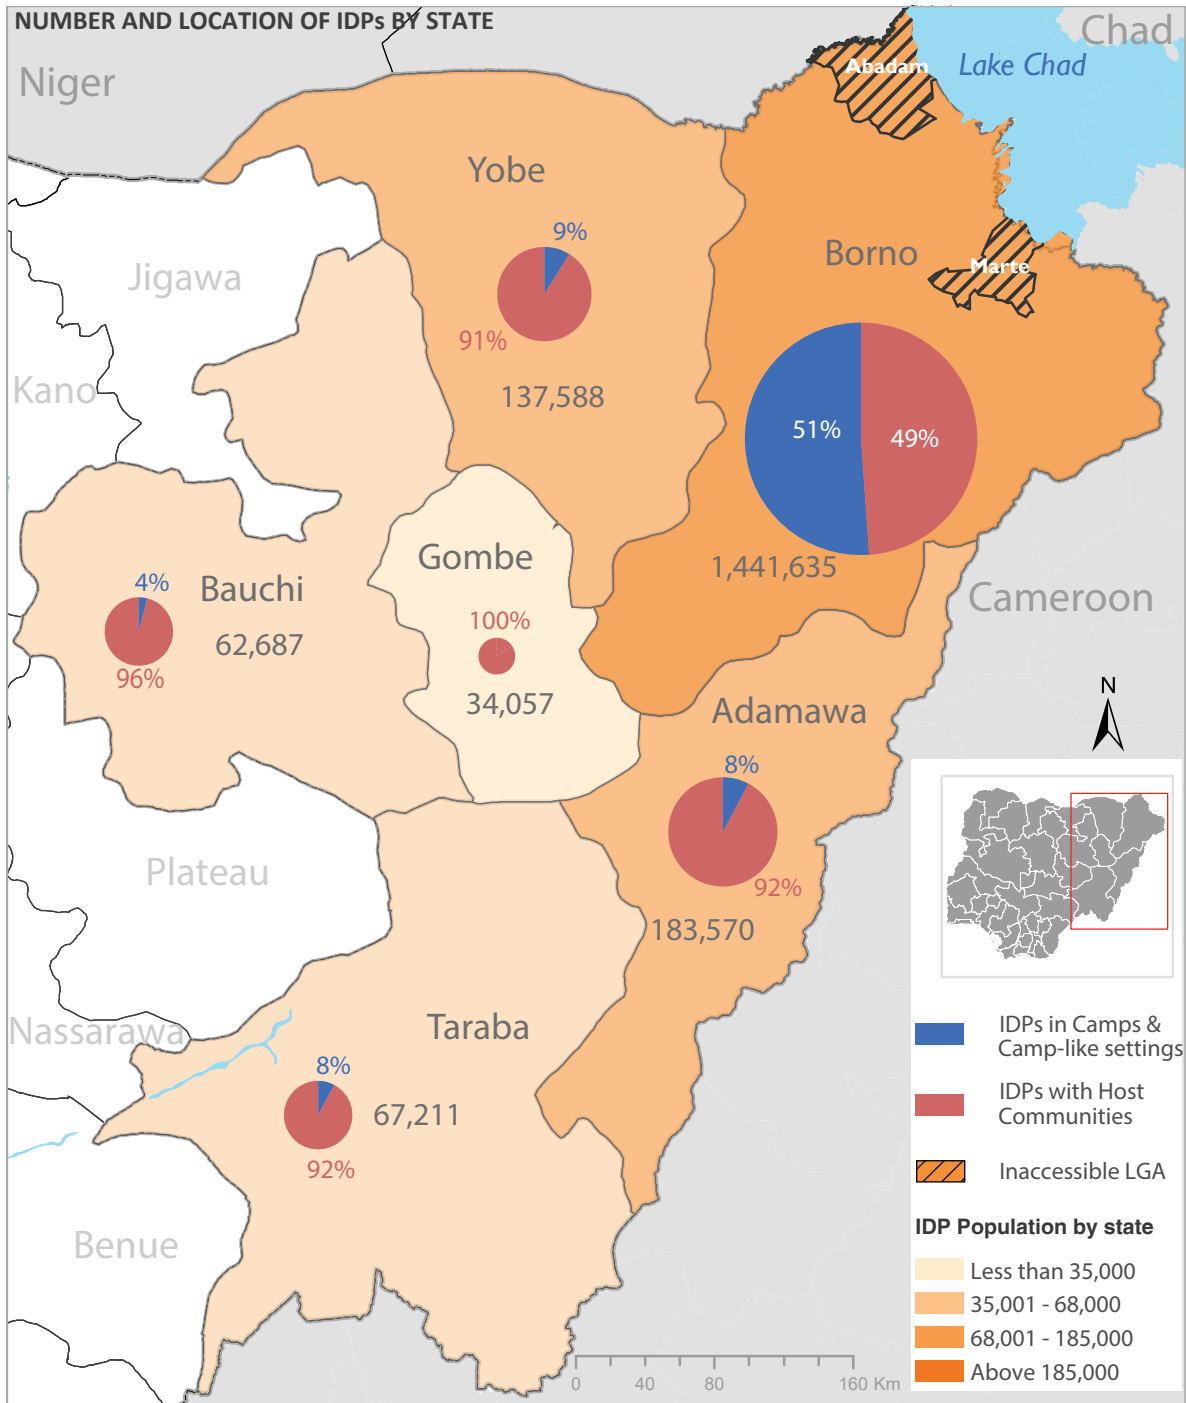 NUMBER AND LOCATION OF IDPs BY STATE
Chad
Niger
Abadam
Lake Chad
Yobe
9%
Borno
Marte
Jigawa
91%
Kano
137,588
51%
49%
Gombe
1,441,635
4%
Bauchi
Cameroon
100%
62,687
96%
34,057
N
Adamawa
8%
Plateau
92%
183,570
Nassarawa
Taraba
8%
67,211
92%
Benue
IDPs in Camps &
Camp-like settings
IDPs with Host
Communities
Inaccessible LGA
IDP Population by state
Less than 35,000
35,001 - 68,000
68,001 - 185,000
Above 185,000
0 40 80 160 Km